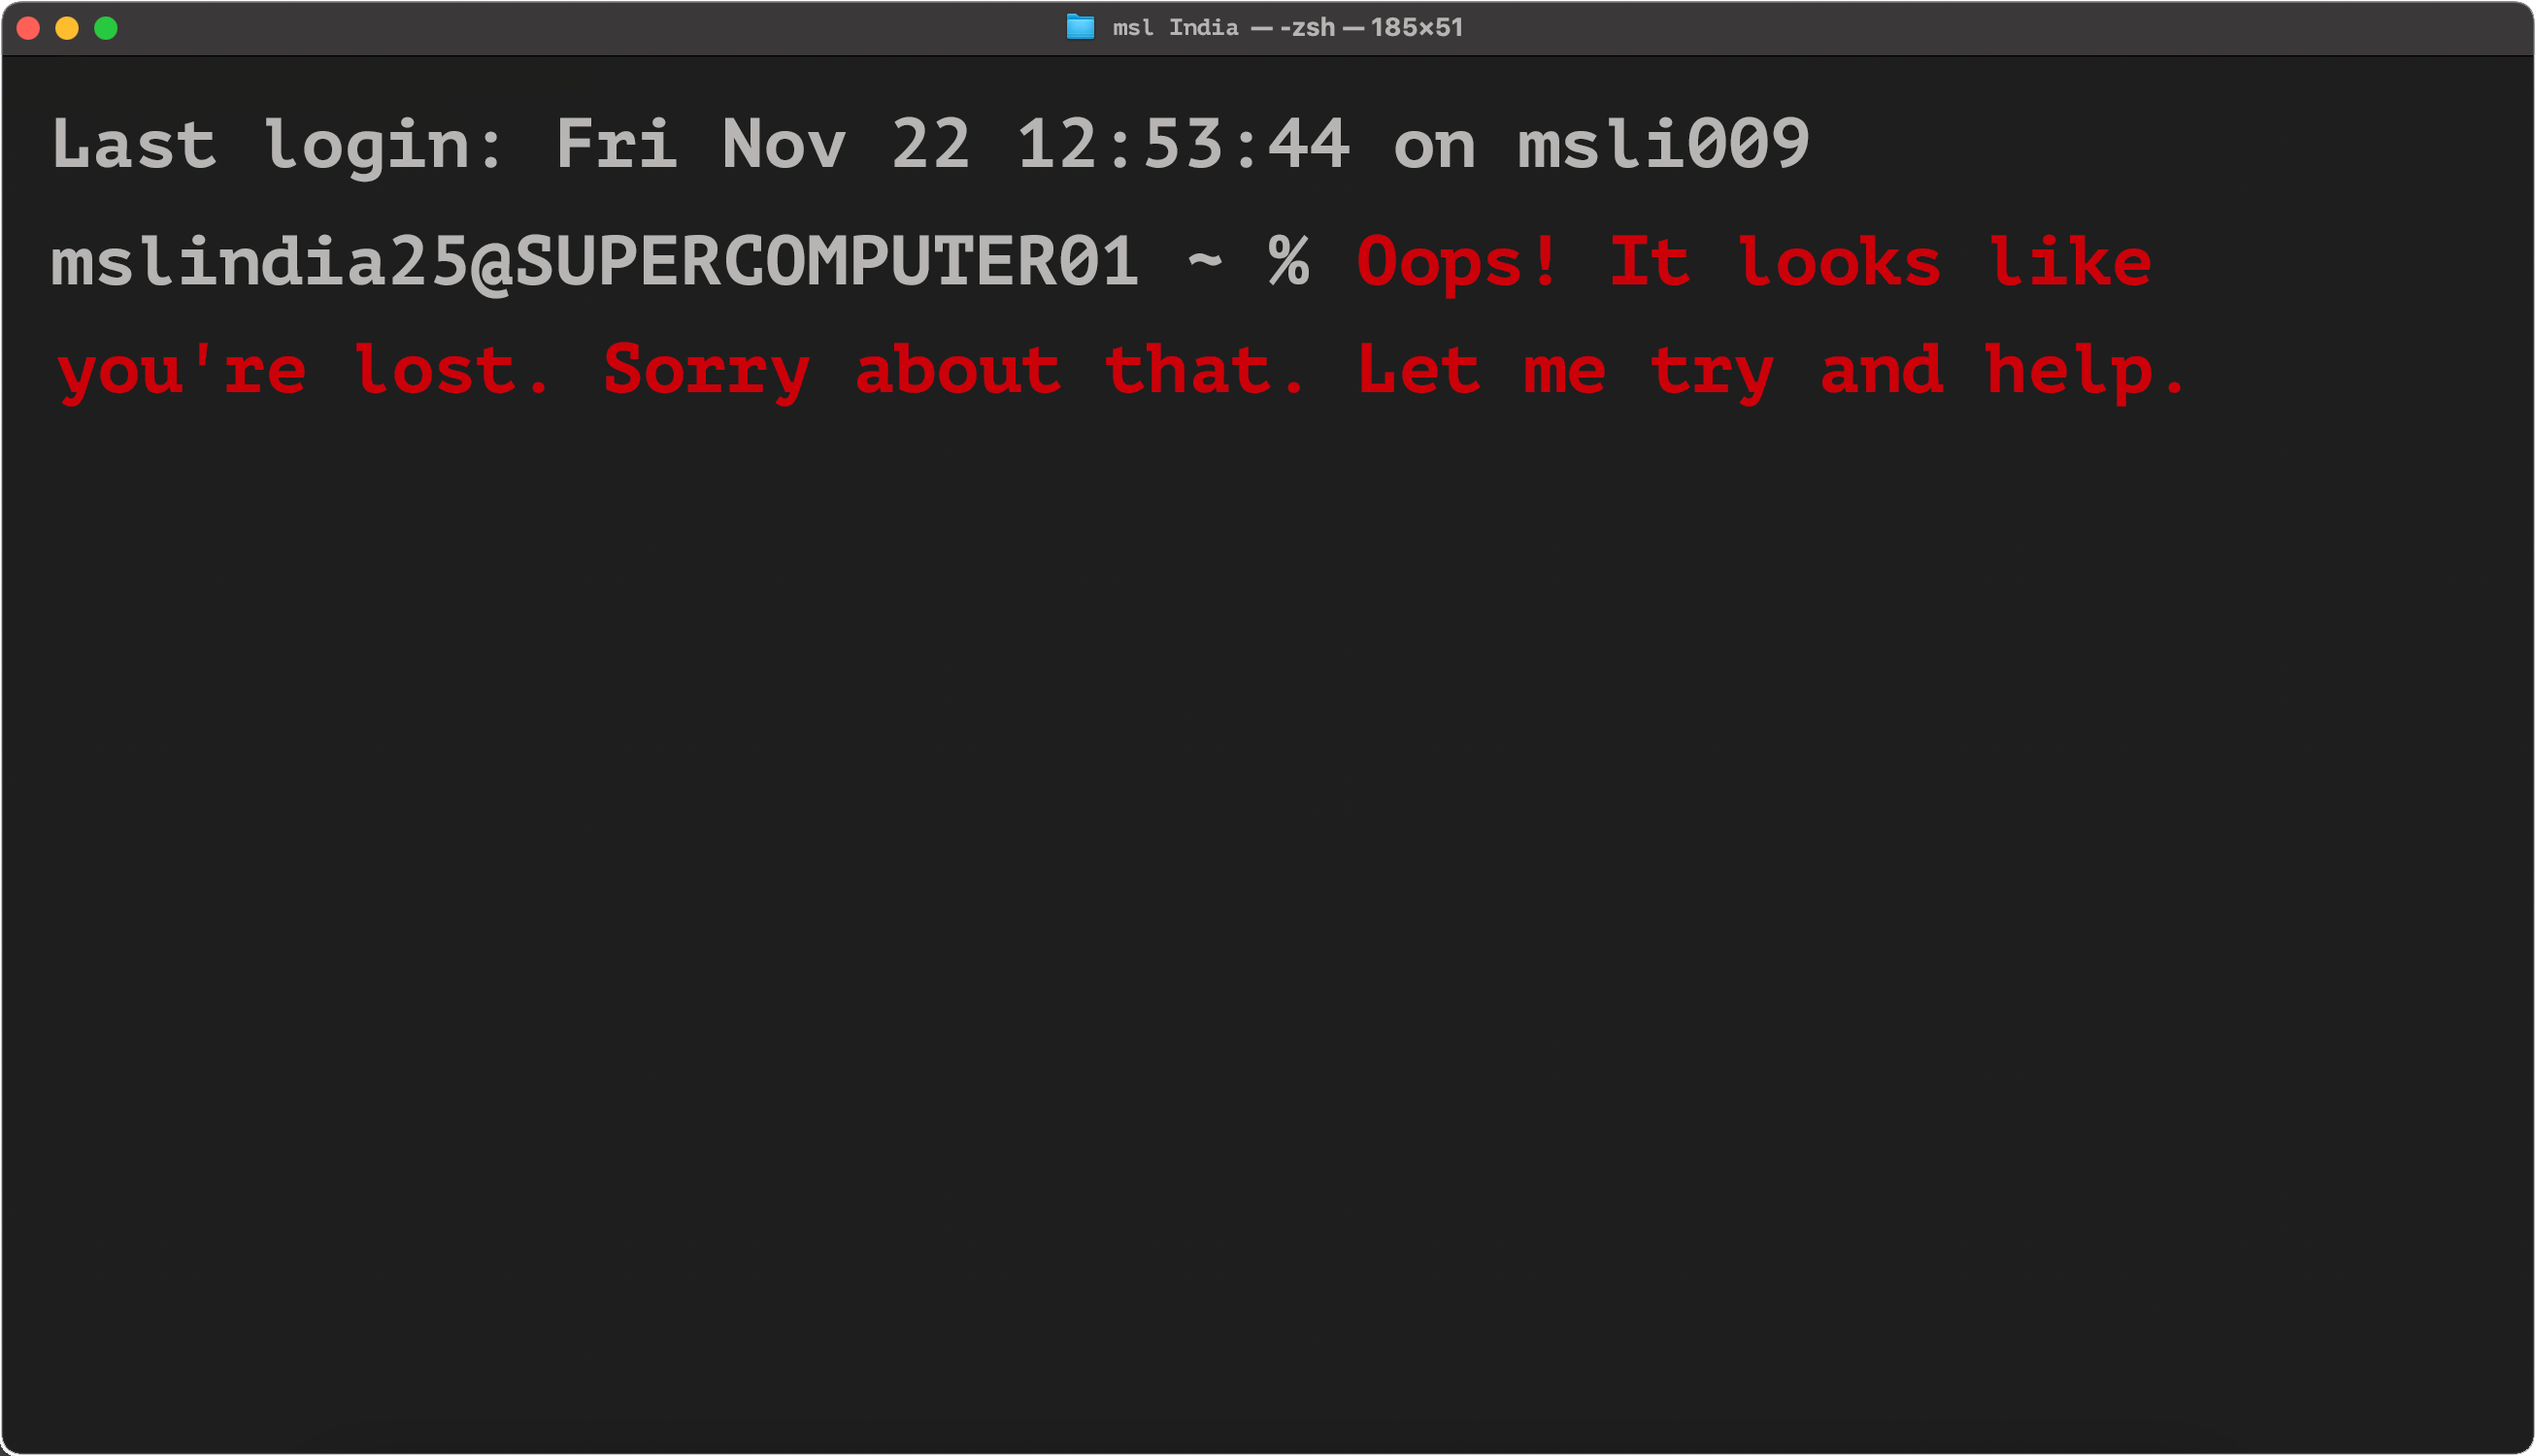 msl India — -zsh — 185×51
Last login: Fri Nov 22 12:53:44 on msli009
mslindia25@SUPERCOMPUTER01 ~ % Oops! It looks like
you're lost. Sorry about that. Let me try and help.